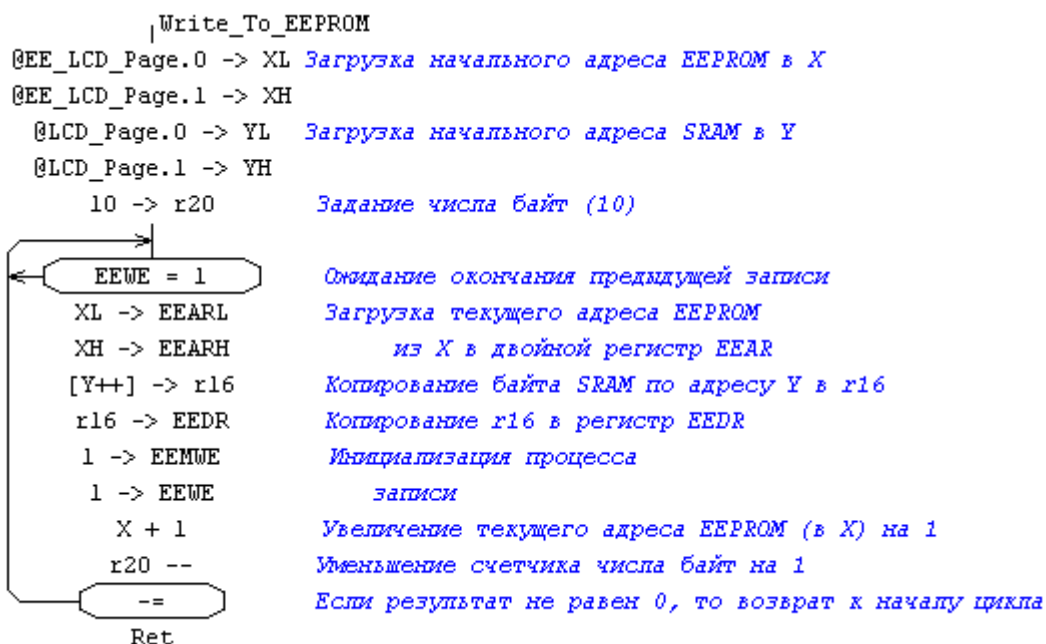 Write_To_EEPROM
@EE_LCD_Page.0 -> XL Загрузка начального адреса EEPROM в X
@EE_LCD_Page.1 -> XH
@LCD_Page.0 -> YL Загрузка начального адреса SRAM в Y
@LCD_Page.1 -> YH
10 -> r20 Задание числа байт (10)
EEWE = 1 Ожидание окончания предыдущей записи
XL -> EEARL Загрузка текущего адреса EEPROM
XH -> EEARH из X в двойной регистр EEAR
[Y++] -> r16 Копирование байта SRAM по адресу Y в r16
r16 -> EEDR Копирование r16 в регистр EEDR
1 -> EEMWE Инициализация процесса
1 -> EEWE записи
X + 1 Увеличение текущего адреса EEPROM (в X) на 1
r20 -- Уменьшение счетчика числа байт на 1
-= Если результат не равен 0, то возврат к началу цикла
Ret